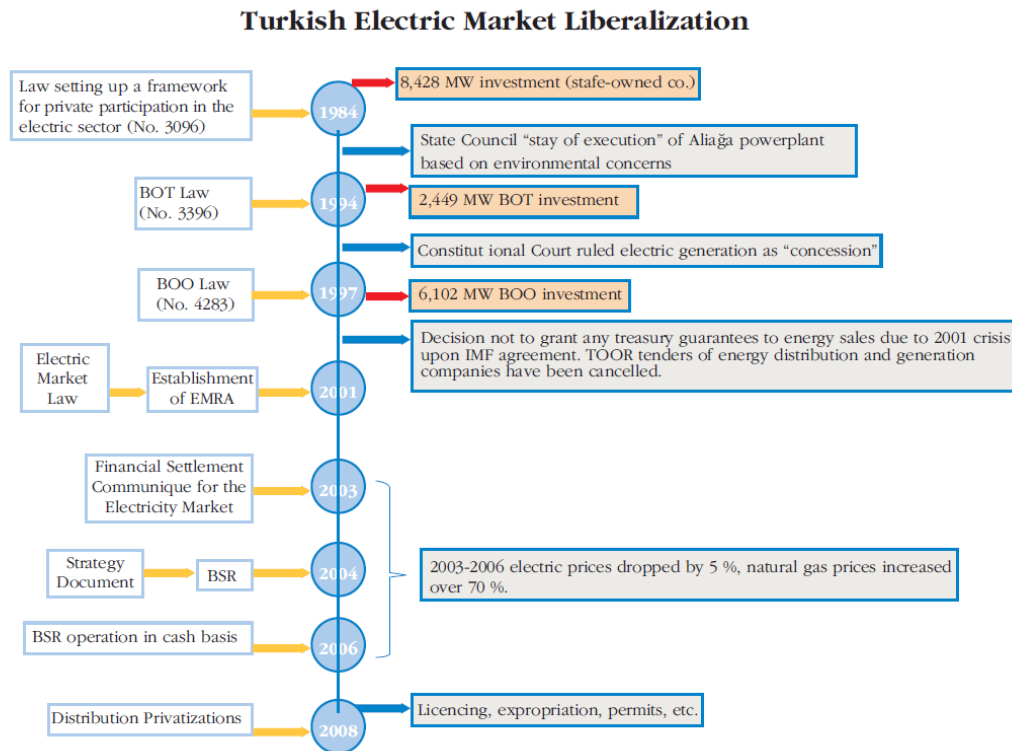 Turkish Electric Market Liberalization
Law setting up a framework
for private participation in the
electric sector (No. 3096)
1984
8,428 MW investment (stafe-owned co.)
State Council “stay of execution” of Aliağa powerplant
based on environmental concerns
BOT Law
(No. 3396)
1994
2,449 MW BOT investment
Constitut ional Court ruled electric generation as “concession”
BOO Law
(No. 4283)
1997
6,102 MW BOO investment
Decision not to grant any treasury guarantees to energy sales due to 2001 crisis
upon IMF agreement. TOOR tenders of energy distribution and generation
companies have been cancelled.
Electric
Market
Law
Establishment
of EMRA
2001
Financial Settlement
Communique for the
Electricity Market
2003
Strategy
Document
BSR
2004
2003-2006 electric prices dropped by 5 %, natural gas prices increased
over 70 %.
BSR operation in cash basis
2006
Distribution Privatizations
2008
Licencing, expropriation, permits, etc.